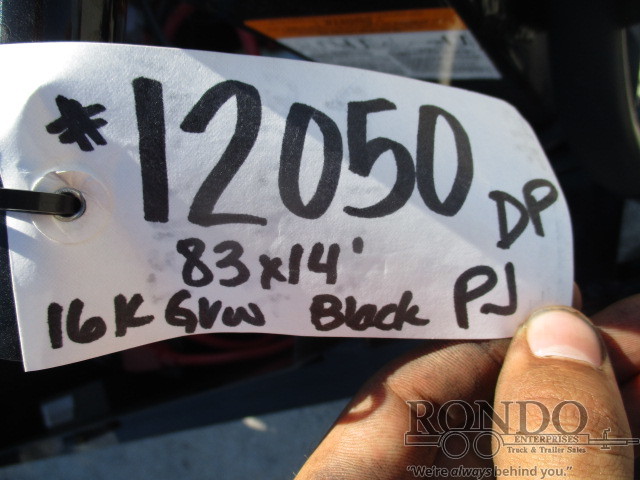 *12050
DP
83x14'
16K Gvw Black PJ
RONDO
ENTERPRISES
Truck & Trailer Sales
"We're always behind you."